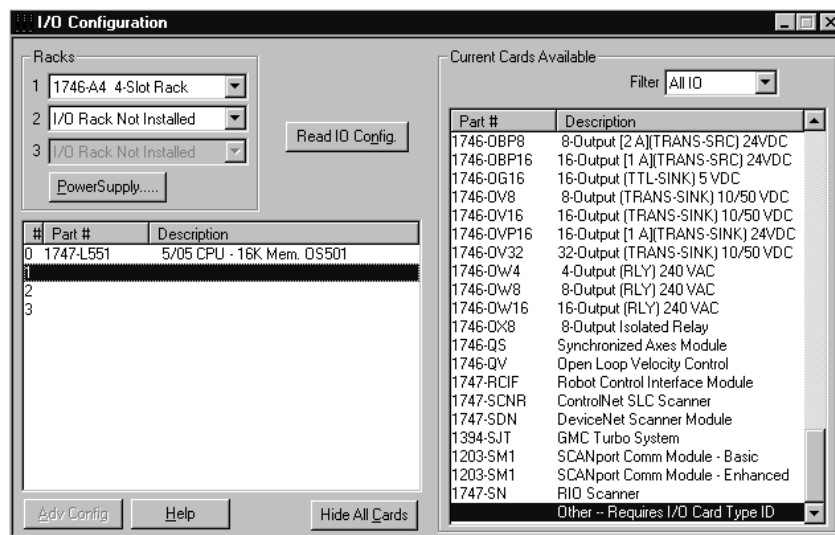 I/O Configuration
Racks
1 1746-A4 4-Slot Rack
2 I/O Rack Not Installed
3 I/O Rack Not Installed
PowerSupply.....
Read IO Config.
# Part # Description
0 1747-L551 5/05 CPU - 16K Mem. OS501
1
2
3
Adv Config
Help
Hide All Cards
Current Cards Available
Filter All IO
Part # Description
1746-OBP8 8-Output [2 A](TRANS-SRC) 24VDC
1746-OBP16 16-Output [1 A](TRANS-SRC) 24VDC
1746-OG16 16-Output (TTL-SINK) 5 VDC
1746-OV8 8-Output (TRANS-SINK) 10/50 VDC
1746-OV16 16-Output (TRANS-SINK) 10/50 VDC
1746-OVP16 16-Output [1 A](TRANS-SINK) 24VDC
1746-OV32 32-Output (TRANS-SINK) 10/50 VDC
1746-OW4 4-Output (RLY) 240 VAC
1746-OW8 8-Output (RLY) 240 VAC
1746-OW16 16-Output (RLY) 240 VAC
1746-OX8 8-Output Isolated Relay
1746-QS Synchronized Axes Module
1746-QV Open Loop Velocity Control
1747-RCIF Robot Control Interface Module
1747-SCNR ControlNet SLC Scanner
1747-SDN DeviceNet Scanner Module
1394-SJT GMC Turbo System
1203-SM1 SCANport Comm Module - Basic
1203-SM1 SCANport Comm Module - Enhanced
1747-SN RIO Scanner
Other -- Requires I/O Card Type ID